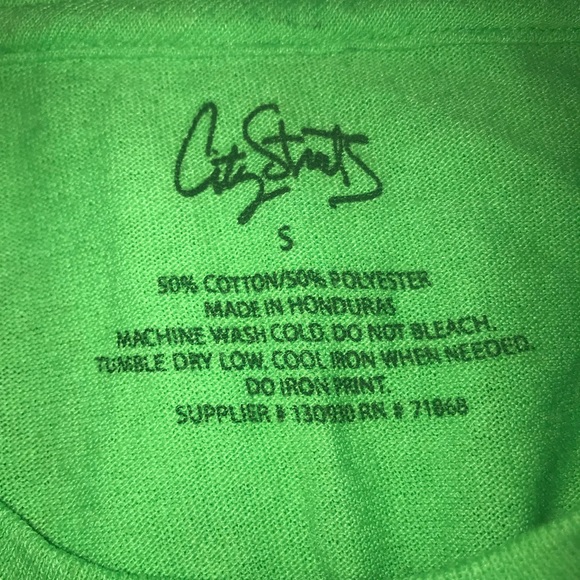 City Streets
S
50% COTTON/50% POLYESTER
MADE IN HONDURAS
MACHINE WASH COLD. DO NOT BLEACH.
TUMBLE DRY LOW. COOL IRON WHEN NEEDED.
DO IRON PRINT.
SUPPLIER # 130930 RN # 71868